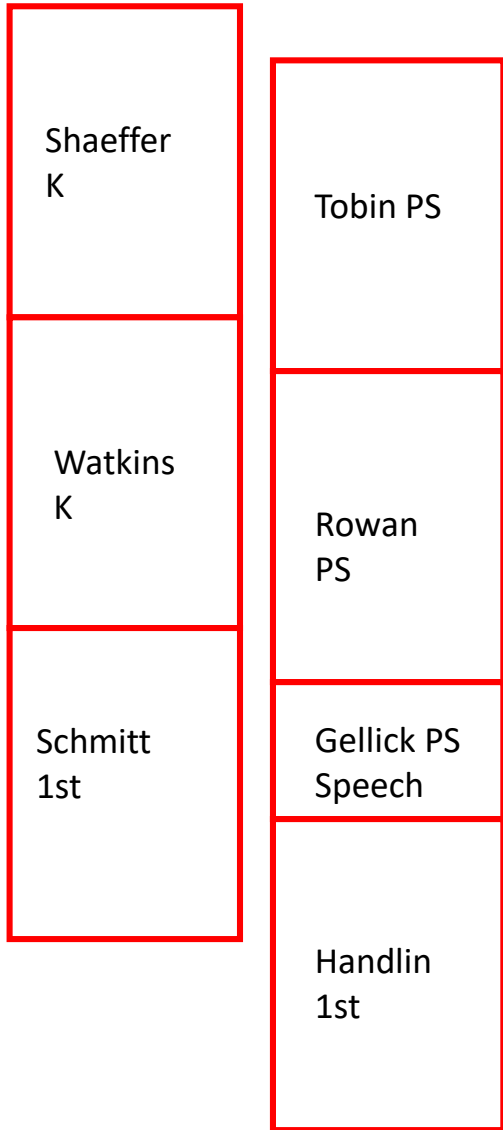 Shaeffer
K
Watkins
K
Schmitt
1st
Tobin PS
Rowan
PS
Gellick PS
Speech
Handlin
1st